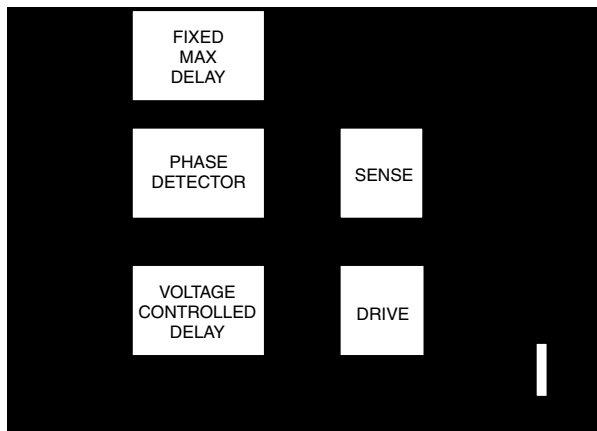 FIXED
MAX
DELAY
PHASE
DETECTOR
SENSE
VOLTAGE
CONTROLLED
DELAY
DRIVE